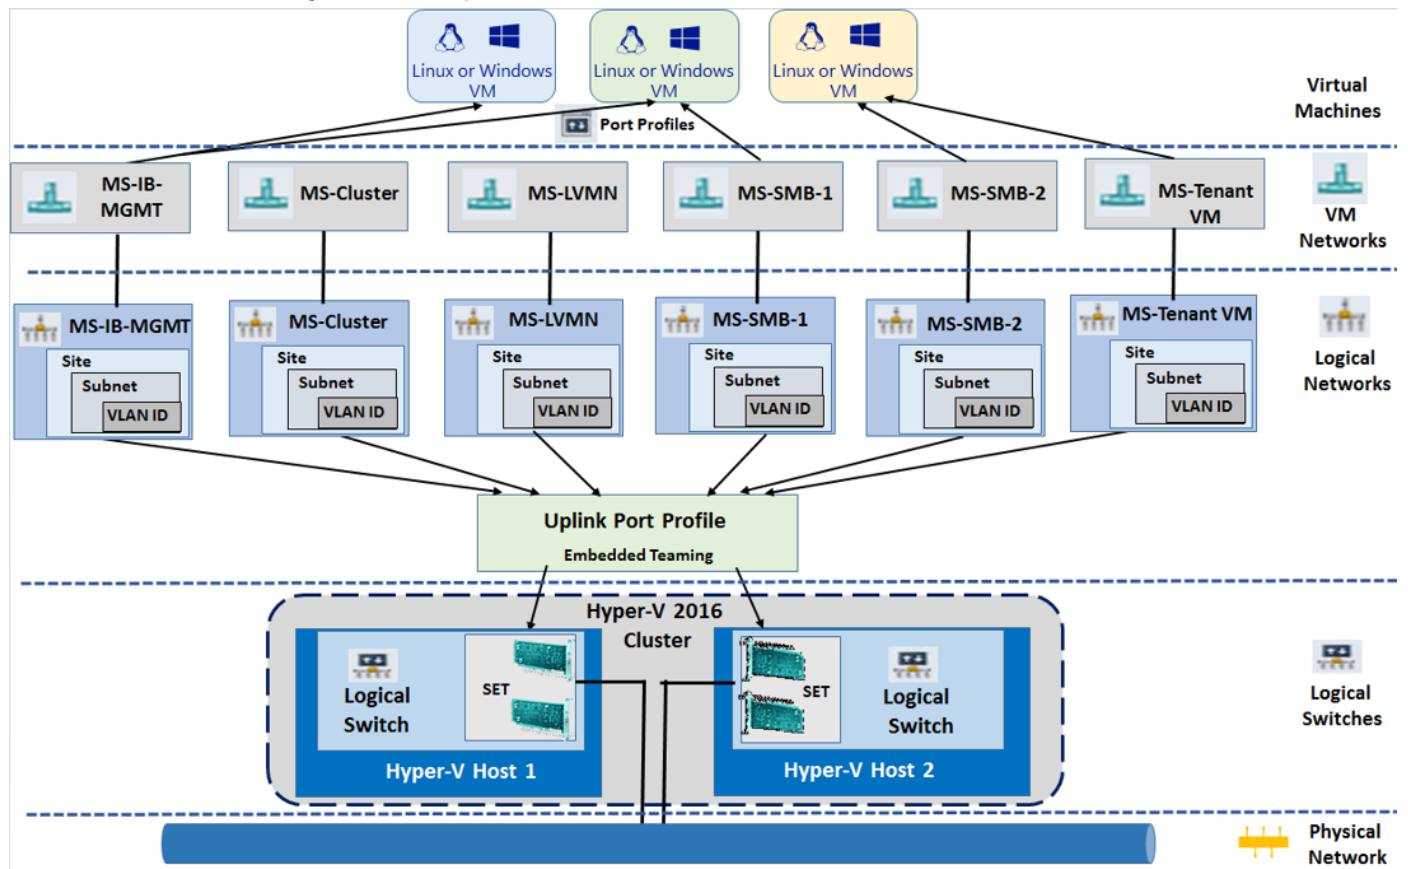 Linux or Windows
VM
Linux or Windows
VM
Linux or Windows
VM
Virtual
Machines
Port Profiles
MS-IB-
MGMT
MS-Cluster
MS-LVMN
MS-SMB-1
MS-SMB-2
MS-Tenant
VM
VM
Networks
MS-IB-MGMT
Site
Subnet
VLAN ID
MS-Cluster
Site
Subnet
VLAN ID
MS-LVMN
Site
Subnet
VLAN ID
MS-SMB-1
Site
Subnet
VLAN ID
MS-SMB-2
Site
Subnet
VLAN ID
MS-Tenant VM
Site
Subnet
VLAN ID
Logical
Networks
Uplink Port Profile
Embedded Teaming
Hyper-V 2016
Cluster
Logical
Switch
SET
Hyper-V Host 1
SET
Logical
Switch
Hyper-V Host 2
Logical
Switches
Physical
Network